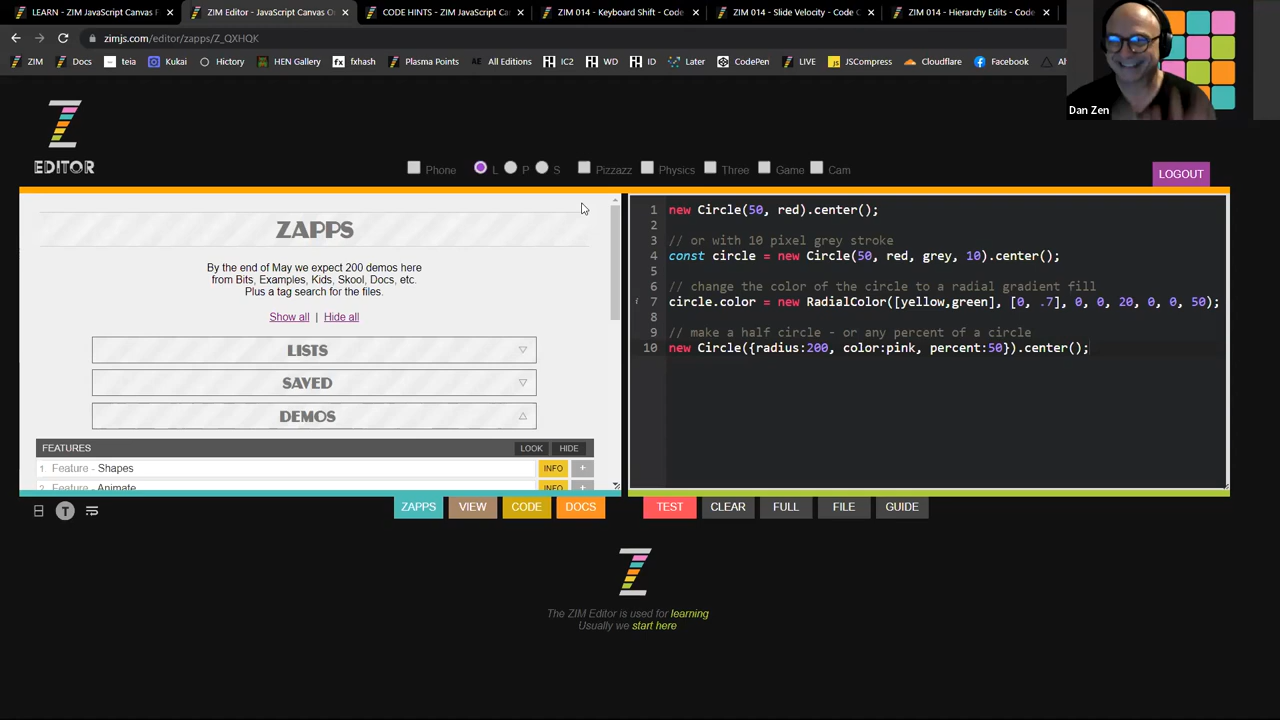 LEARN - ZIM JavaScript Canvas F
ZIM Editor - JavaScript Canvas O
CODE HINTS - ZIM JavaScript Ca
ZIM 014 - Keyboard Shift - Code
ZIM 014 - Slide Velocity - Code
ZIM 014 - Hierarchy Edits - Code
zimjs.com/editor/zapps/Z_QXHQK
ZIM
Docs
teia
Kukai
Hictory
HEN Gallery
fx fxhash
Plasma Points
AE All Editions
IC2
WD
ID
Later
CodePen
LIVE
JS JSCompress
Cloudflare
Facebook
Dan Zen
EDITOR
Phone
L
P
S
Pizzazz
Physics
Three
Game
Cam
LOGOUT
ZAPPS
By the end of May we expect 200 demos here
from Bits, Examples, Kids, Skool, Docs, etc.
Plus a tag search for the files.
Show all | Hide all
LISTS
SAVED
DEMOS
FEATURES
LOOK
HIDE
1. Feature - Shapes
INFO
+
2. Feature - Animate
INFO
+
1 new Circle(50, red).center();
2
3 // or with 10 pixel grey stroke
4 const circle = new Circle(50, red, grey, 10).center();
5
6 // change the color of the circle to a radial gradient fill
7 circle.color = new RadialColor([yellow,green], [0, .7], 0, 0, 20, 0, 0, 50);
8
9 // make a half circle - or any percent of a circle
10 new Circle({radius:200, color:pink, percent:50}).center();
T
ZAPPS
VIEW
CODE
DOCS
TEST
CLEAR
FULL
FILE
GUIDE
The ZIM Editor is used for learning
Usually we start here